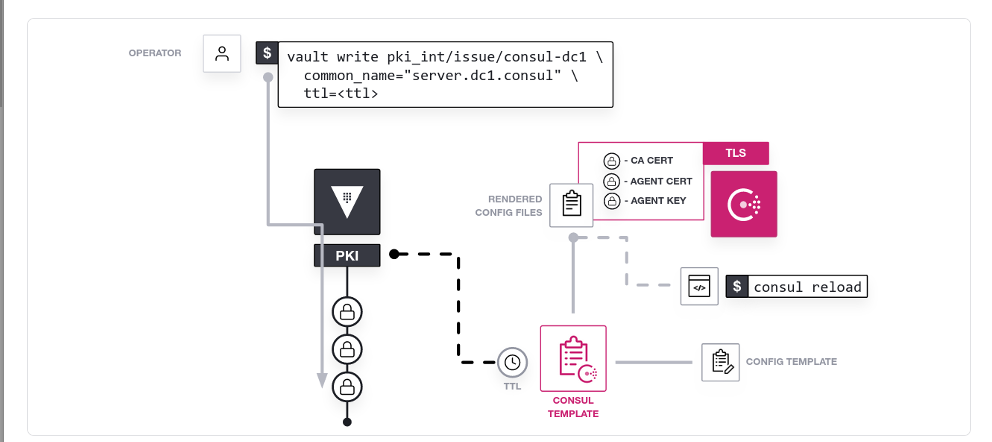 OPERATOR
$
vault write pki_int/issue/consul-dc1 \
common_name="server.dc1.consul" \
ttl=<ttl>
TLS
- CA CERT
- AGENT CERT
- AGENT KEY
RENDERED
CONFIG FILES
PKI
</>
$ consul reload
TTL
CONSUL
TEMPLATE
CONFIG TEMPLATE